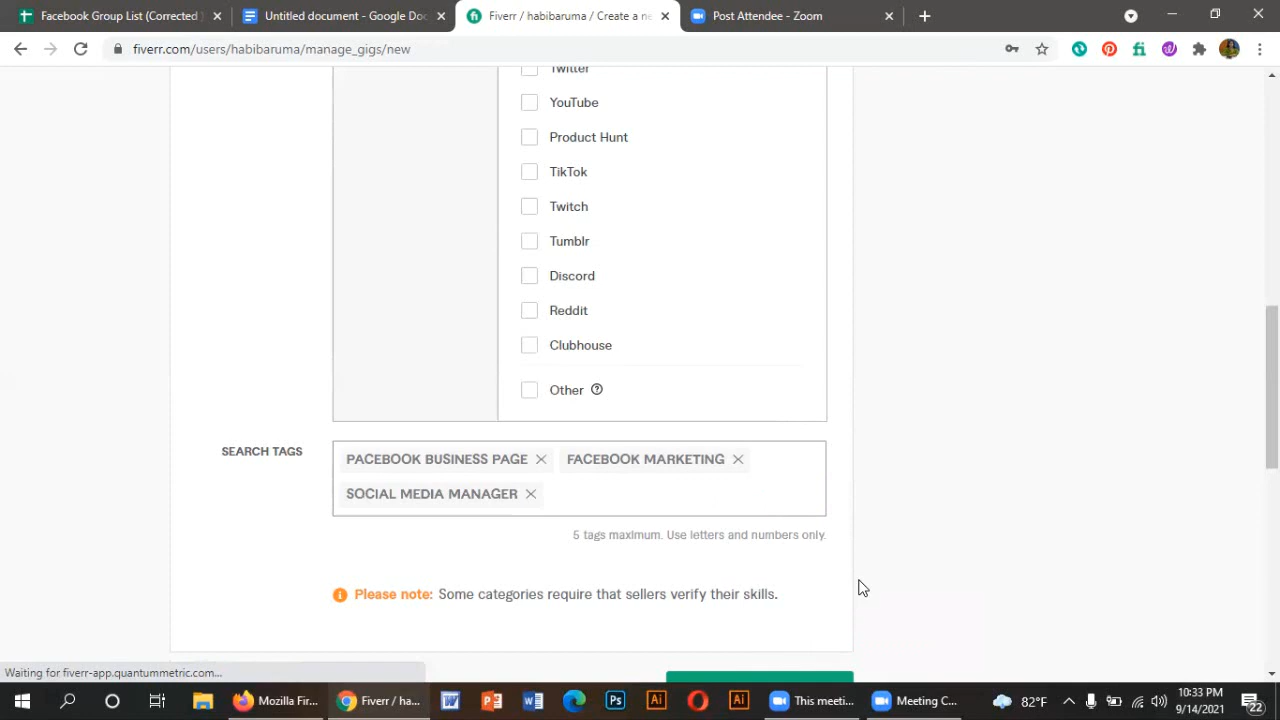 Facebook Group List (Corrected
Untitled document - Google Doc
Fiverr / habibaruma / Create a ne
Post Attendee - Zoom
fiverr.com/users/habibaruma/manage_gigs/new
Twitter
YouTube
Product Hunt
TikTok
Twitch
Tumblr
Discord
Reddit
Clubhouse
Other
SEARCH TAGS
PACEBOOK BUSINESS PAGE
FACEBOOK MARKETING
SOCIAL MEDIA MANAGER
5 tags maximum. Use letters and numbers only.
Please note: Some categories require that sellers verify their skills.
Waiting for fiverr-app.quantummetric.com...
Mozilla Fir...
Fiverr / ha...
This meeti...
Meeting C...
82°F
10:33 PM
9/14/2021
22